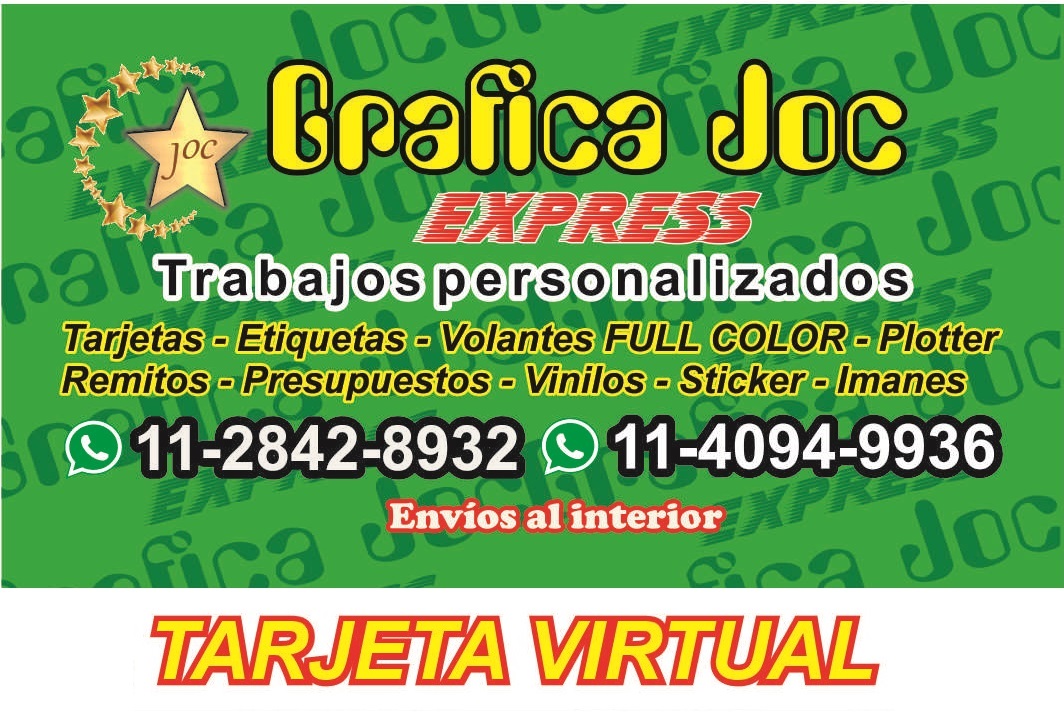 joc
Grafica Joc
EXPRESS
Trabajos personalizados
Tarjetas - Etiquetas - Volantes FULL COLOR - Plotter
Remitos - Presupuestos - Vinilos - Sticker - Imanes
11-2842-8932 11-4094-9936
Envíos al interior
TARJETA VIRTUAL